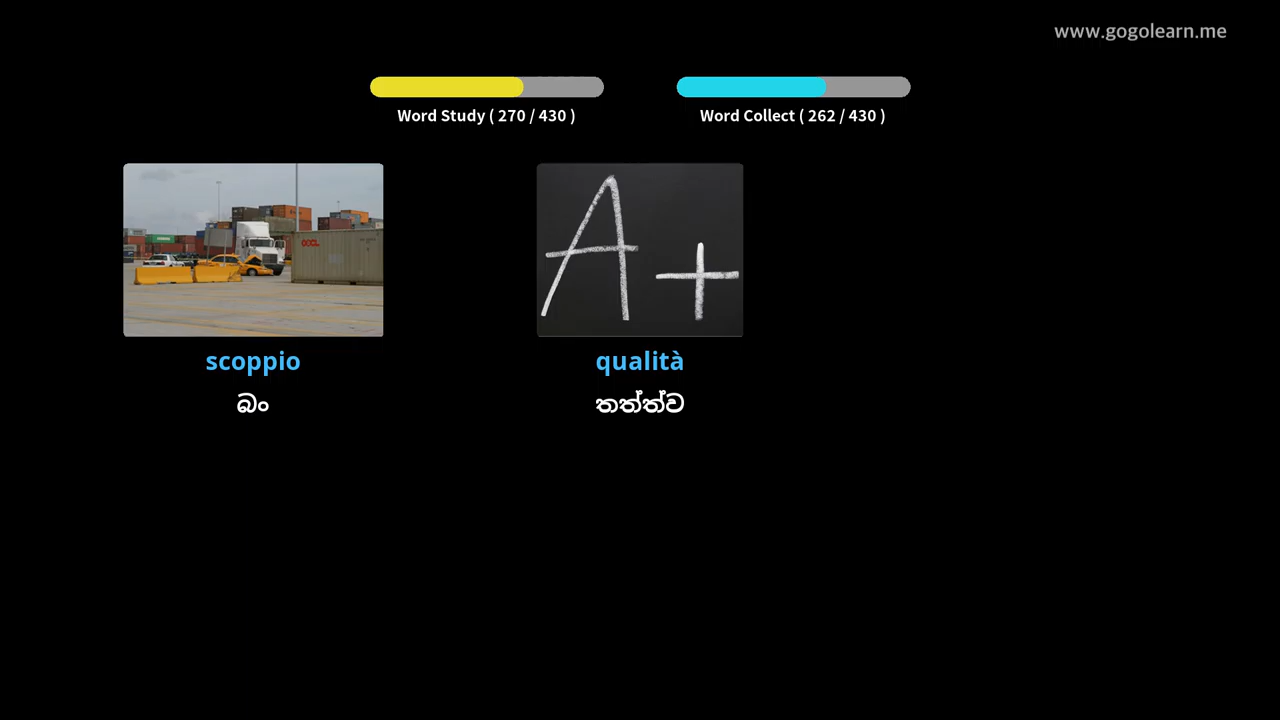 www.gogolearn.me
Word Study ( 270 / 430 )
Word Collect ( 262 / 430 )
A+
scoppio
qualità
බං
තත්ත්ව